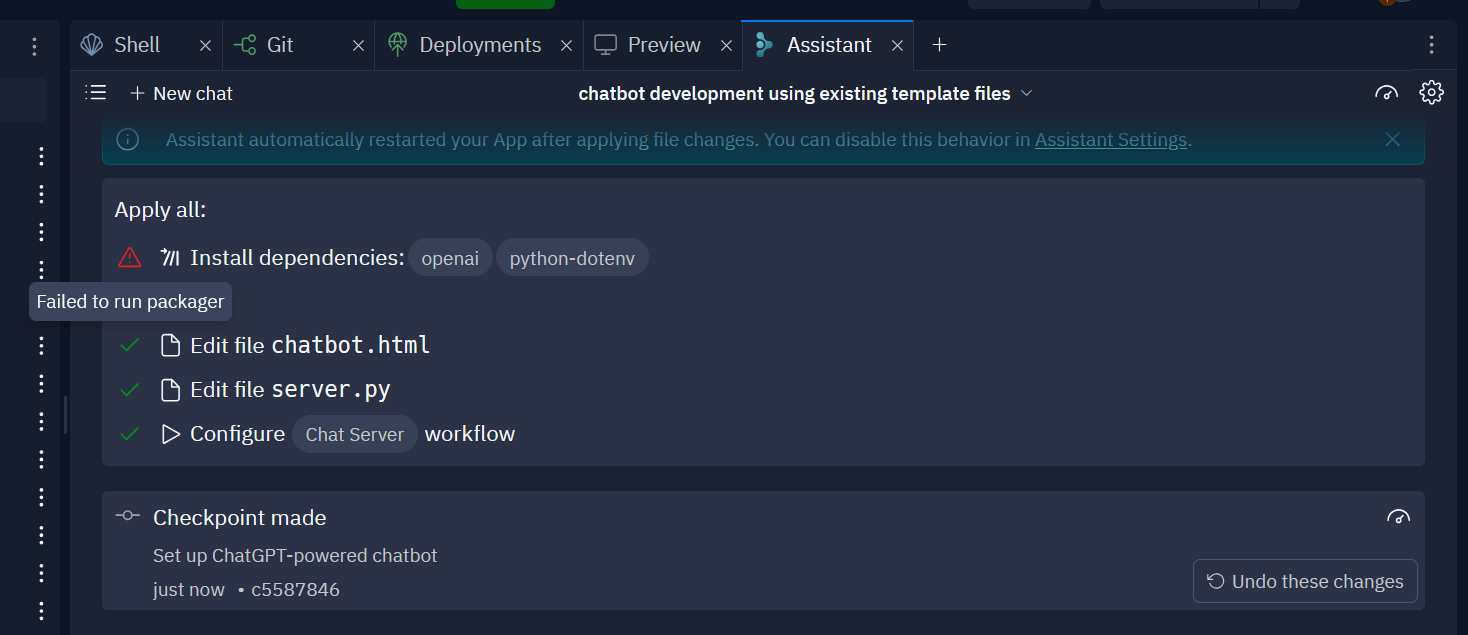 Shell Git Deployments Preview Assistant
New chat chatbot development using existing template files
Assistant automatically restarted your App after applying file changes. You can disable this behavior in Assistant Settings.
Apply all:
Install dependencies: openai python-dotenv
Failed to run packager
Edit file chatbot.html
Edit file server.py
Configure Chat Server workflow
Checkpoint made
Set up ChatGPT-powered chatbot
just now • c5587846
Undo these changes